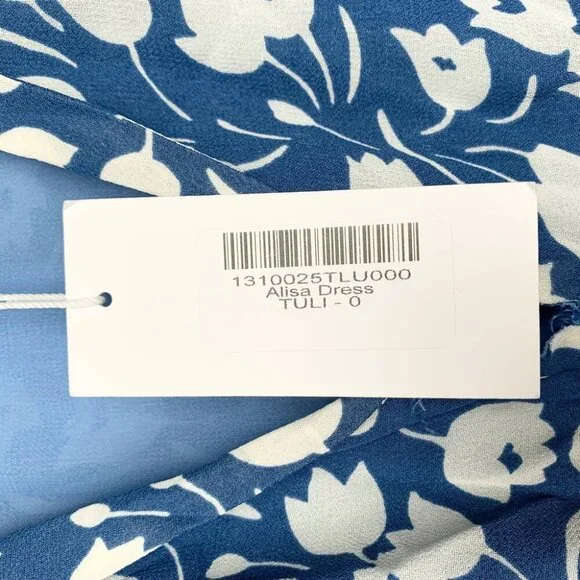 1310025TLU000
Alisa Dress
TULI - 0